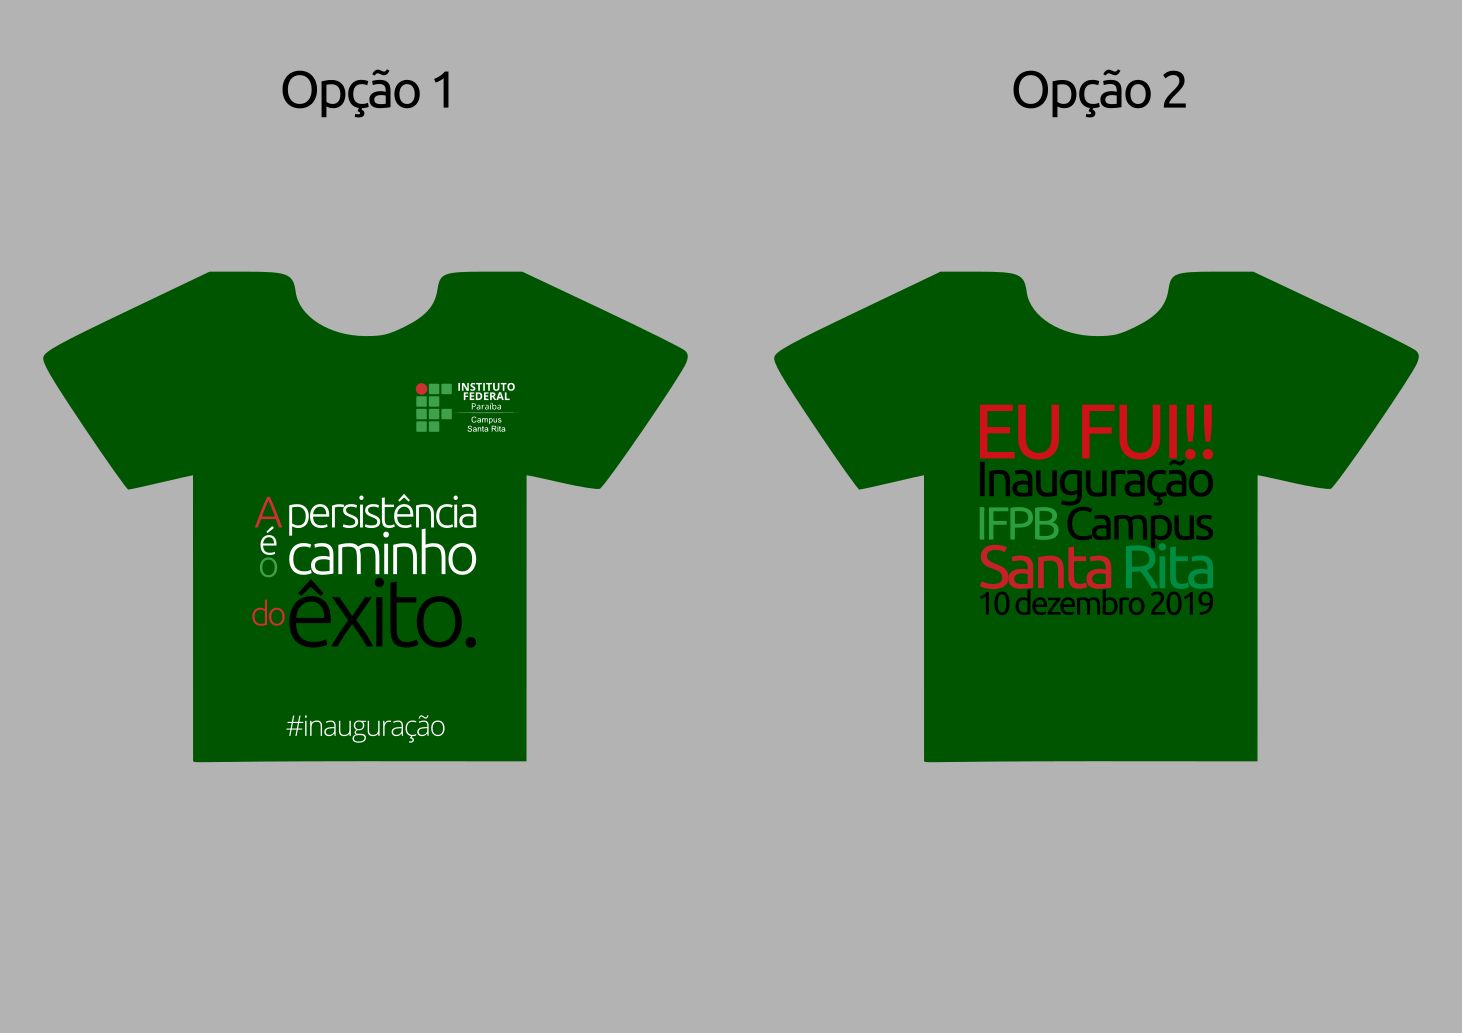 Opção 1
Opção 2
INSTITUTO
FEDERAL
Paraíba
Campus
Santa Rita
A persistência
é o caminho
do êxito.
#inauguração
EU FUI!!
Inauguração
IFPB Campus
Santa Rita
10 dezembro 2019